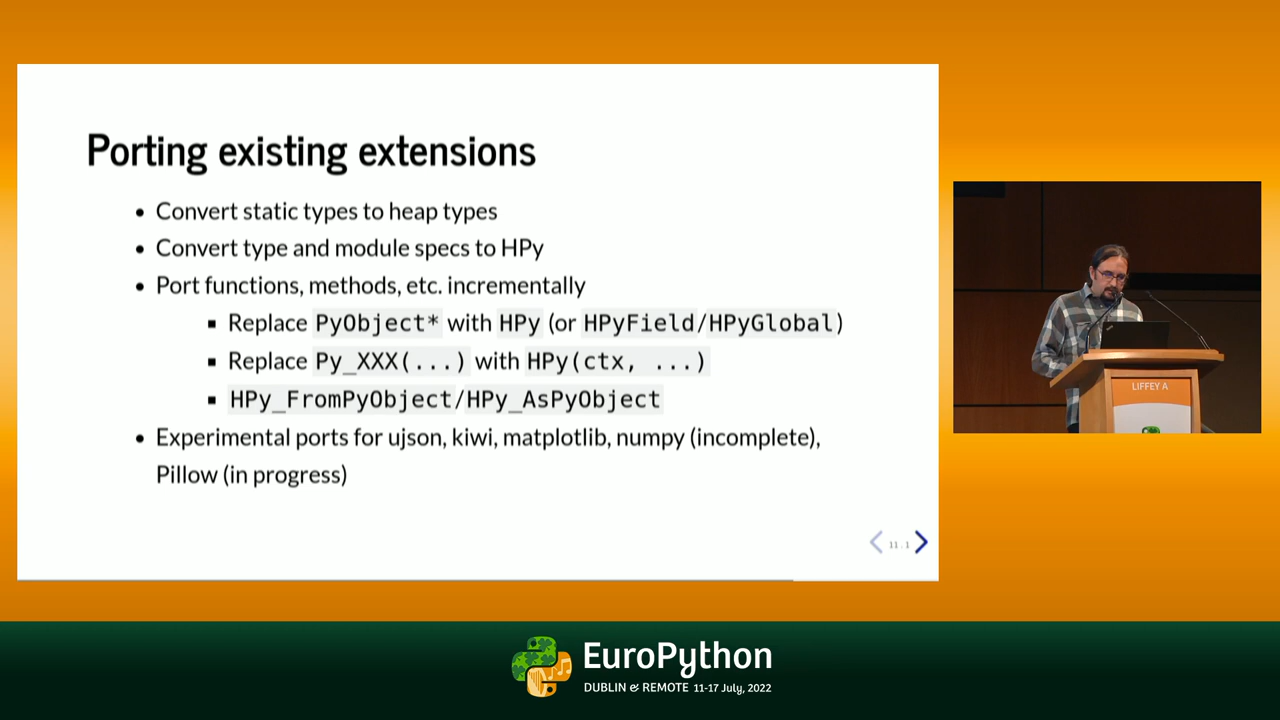 Porting existing extensions
Convert static types to heap types
Convert type and module specs to HPy
Port functions, methods, etc. incrementally
Replace PyObject* with HPy (or HPyField/HPyGlobal)
Replace Py_XXX(...) with HPy(ctx, ...)
HPy_FromPyObject/HPy_AsPyObject
Experimental ports for ujson, kiwi, matplotlib, numpy (incomplete),
Pillow (in progress)
11.1
LIFFEY A
EuroPython
DUBLIN & REMOTE 11-17 July, 2022